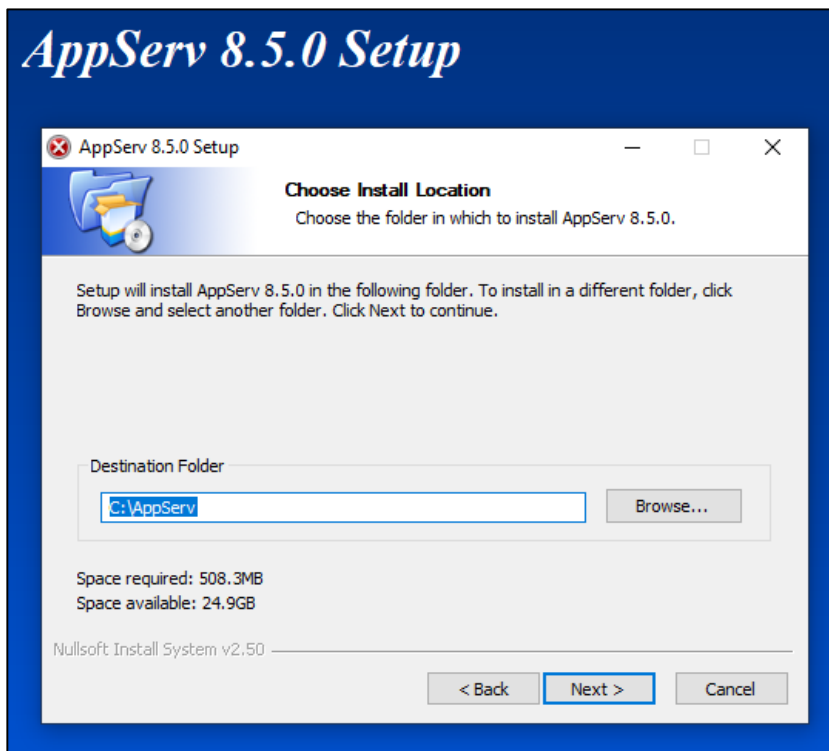 AppServ 8.5.0 Setup
AppServ 8.5.0 Setup
Choose Install Location
Choose the folder in which to install AppServ 8.5.0.
Setup will install AppServ 8.5.0 in the following folder. To install in a different folder, click
Browse and select another folder. Click Next to continue.
Destination Folder
C:\AppServ
Browse...
Space required: 508.3MB
Space available: 24.9GB
Nullsoft Install System v2.50
< Back
Next >
Cancel